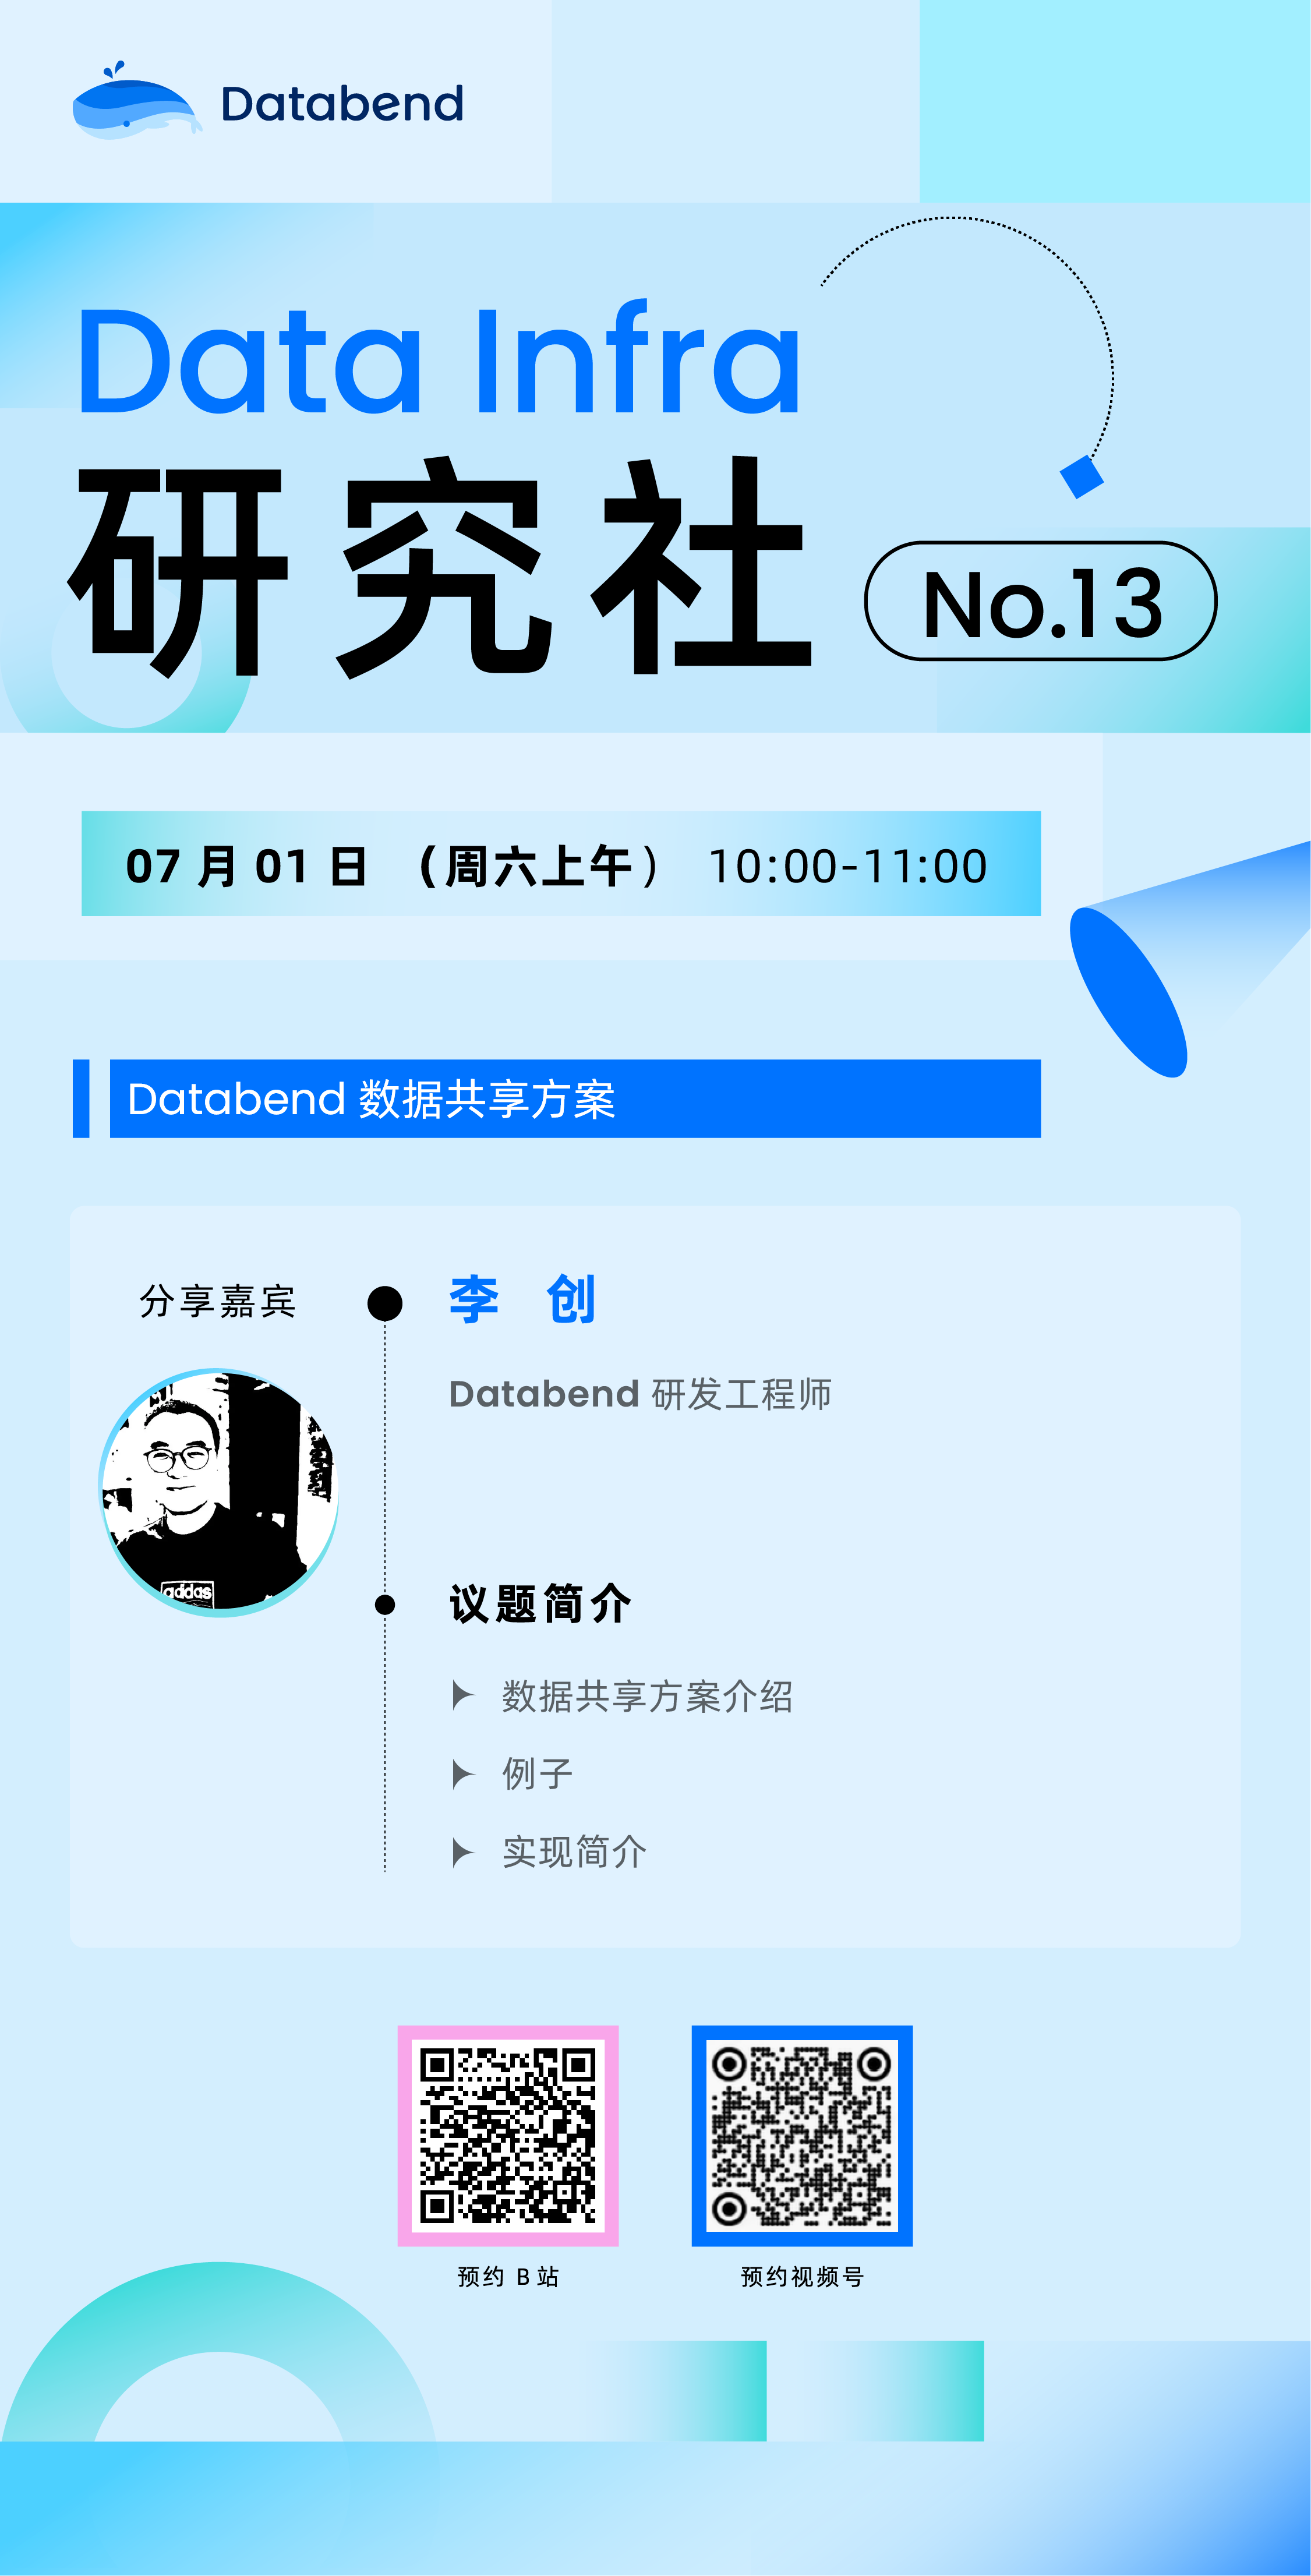 Databend
Data Infra
研究社
No.13
07 月 01 日 （周六上午） 10:00-11:00
Databend 数据共享方案
分享嘉宾
李 创
Databend 研发工程师
adidas
议题简介
数据共享方案介绍
例子
实现简介
预约 B 站
预约视频号